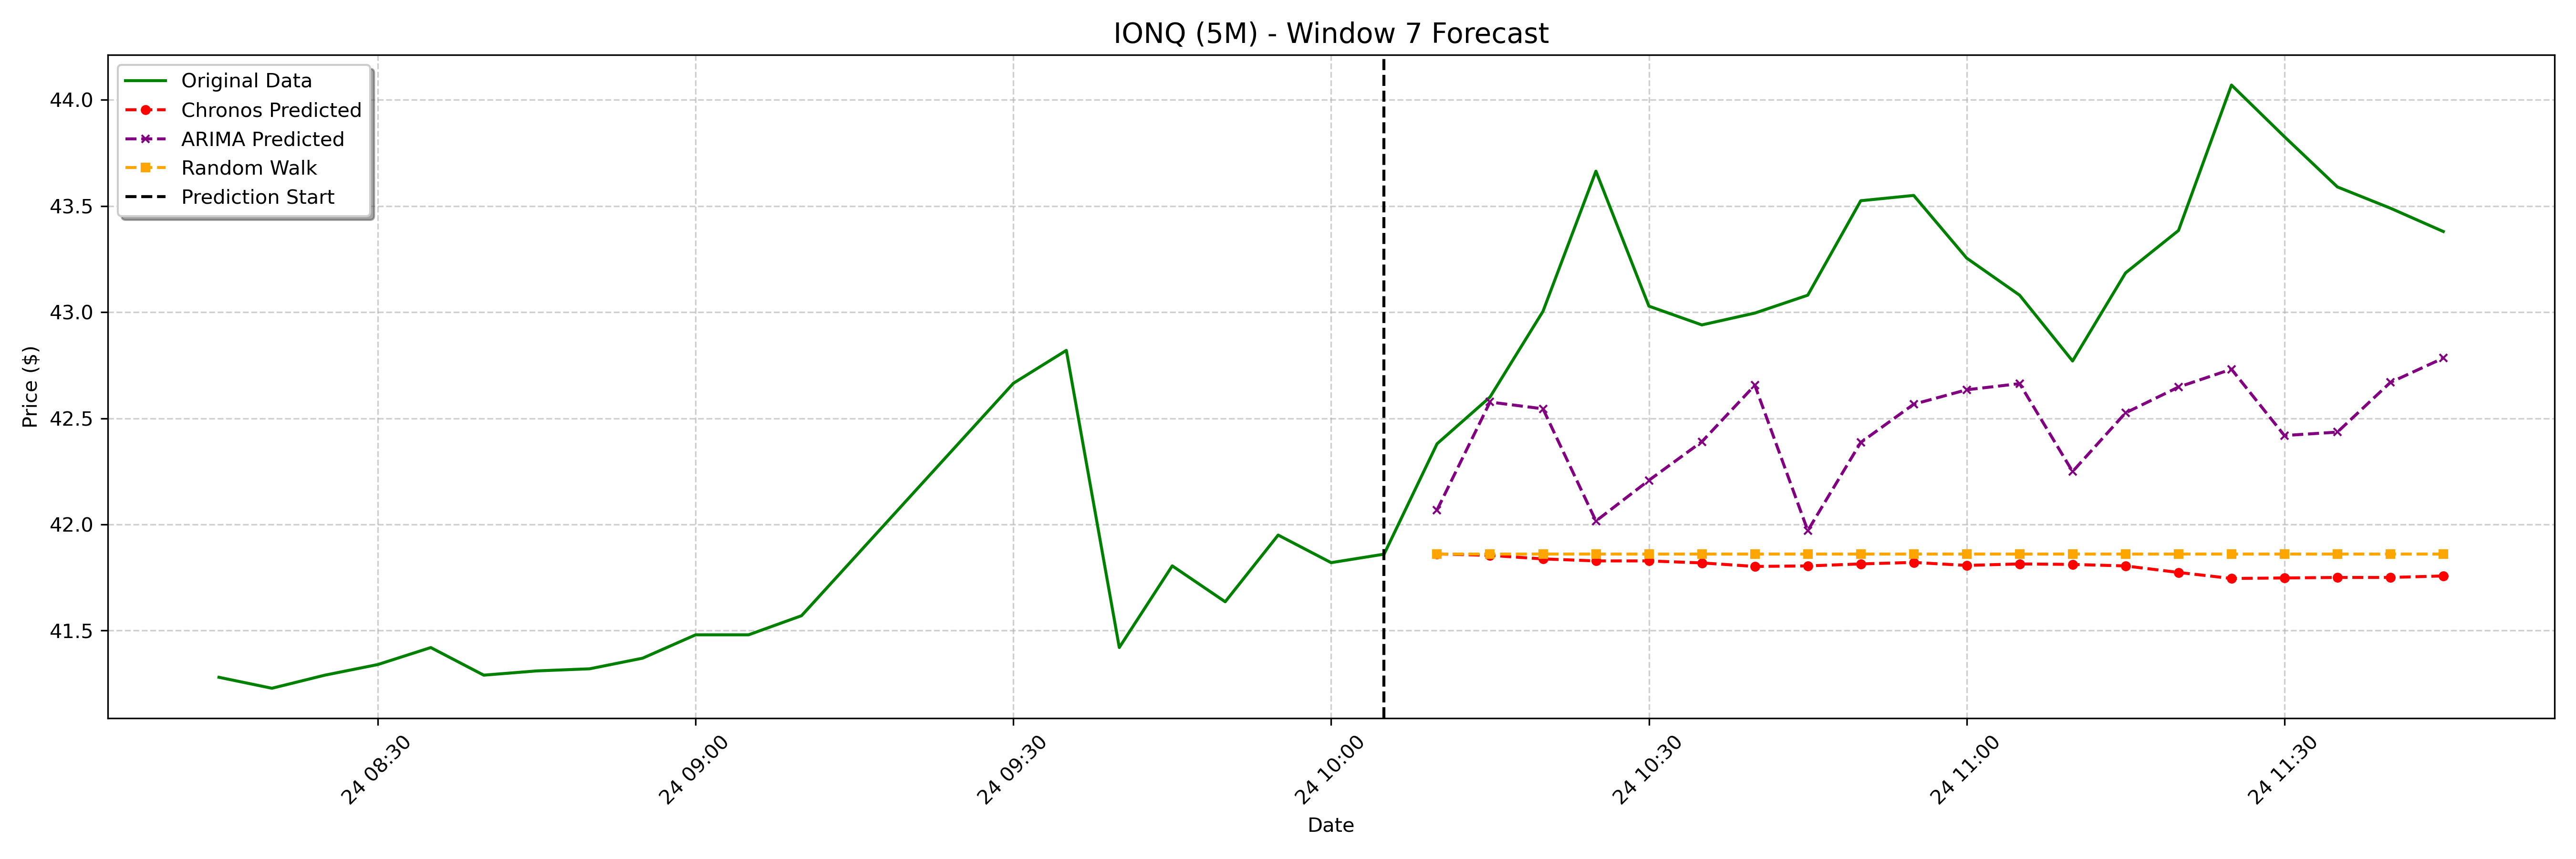 IONQ (5M) - Window 7 Forecast
Original Data
Chronos Predicted
ARIMA Predicted
Random Walk
Prediction Start
Price ($)
44.0
43.5
43.0
42.5
42.0
41.5
24 08:30
24 09:00
24 09:30
24 10:00
24 10:30
24 11:00
24 11:30
Date